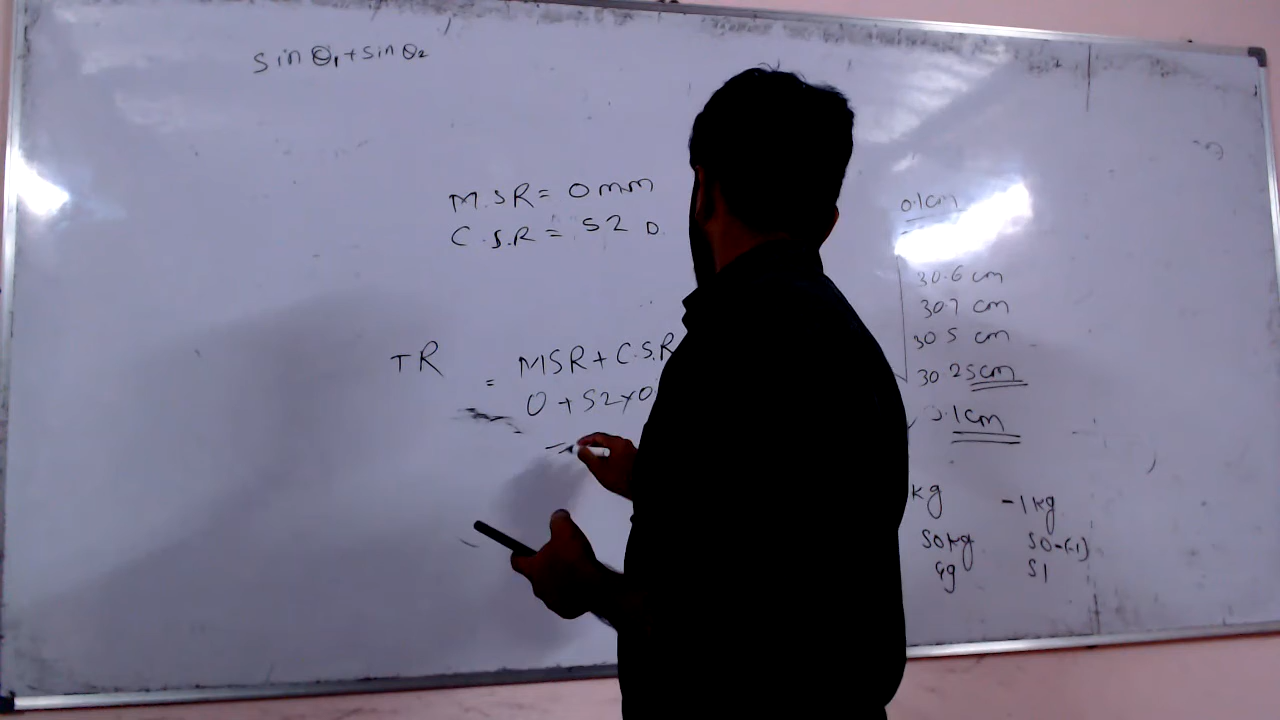 sin θ₁+sin θ₂
M.S.R = 0 mm
C.S.R = 52 D
TR = MSR + C.S.R
0 + 52×0
=
0.1cm
30.6 cm
30.7 cm
30 5 cm
30 25cm
.1cm
kg -1kg
50kg 50-(-1)
49 51